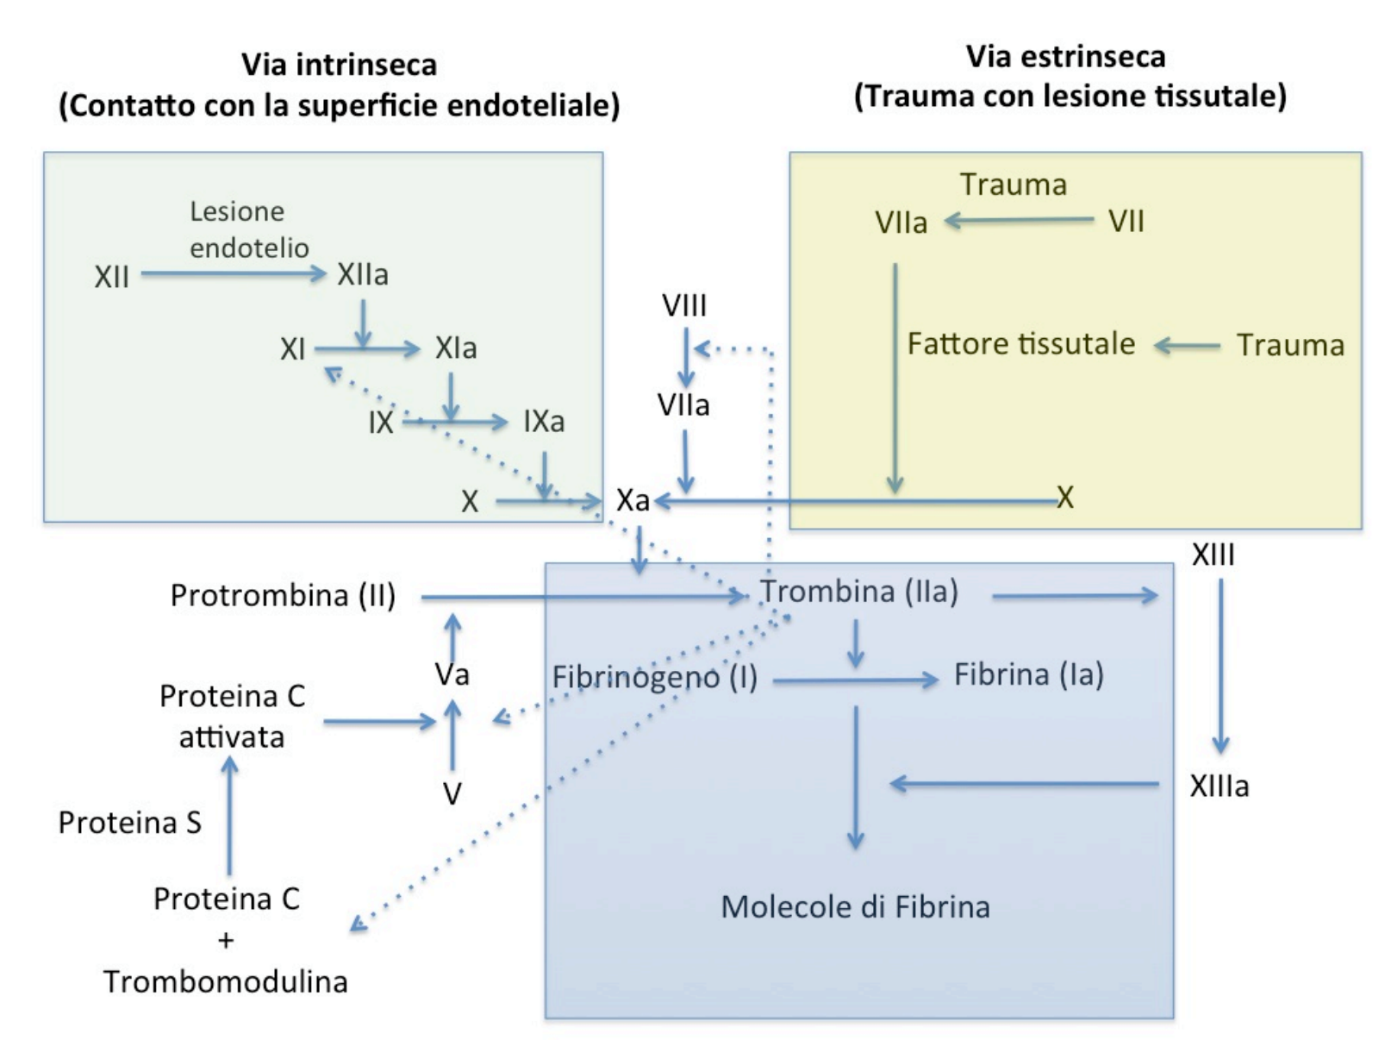 Via intrinseca
(Contatto con la superficie endoteliale)
Via estrinseca
(Trauma con lesione tissutale)
Lesione
endotelio
XII
XIIa
XI
XIa
IX
IXa
X
Xa
VIII
VIIa
Trauma
VIIa
VII
Fattore tissutale
Trauma
X
XIII
Protrombina (II)
Trombina (IIa)
Va
Fibrinogeno (I)
Fibrina (Ia)
Proteina C
attivata
V
XIIIa
Proteina S
Proteina C
+
Trombomodulina
Molecole di Fibrina